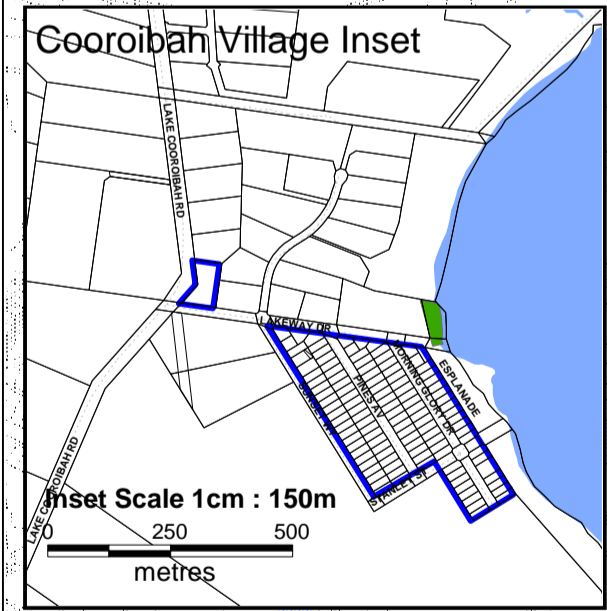 Cooroibah Village Inset
LAKE COOROIBAH RD
LAKEWAY DR
MORNING GLORY DR
ESPLANADE
PINES AV
SUNSET
STANLEY ST
LAKE COOROIBAH RD
Inset Scale 1cm : 150m
0 250 500
metres